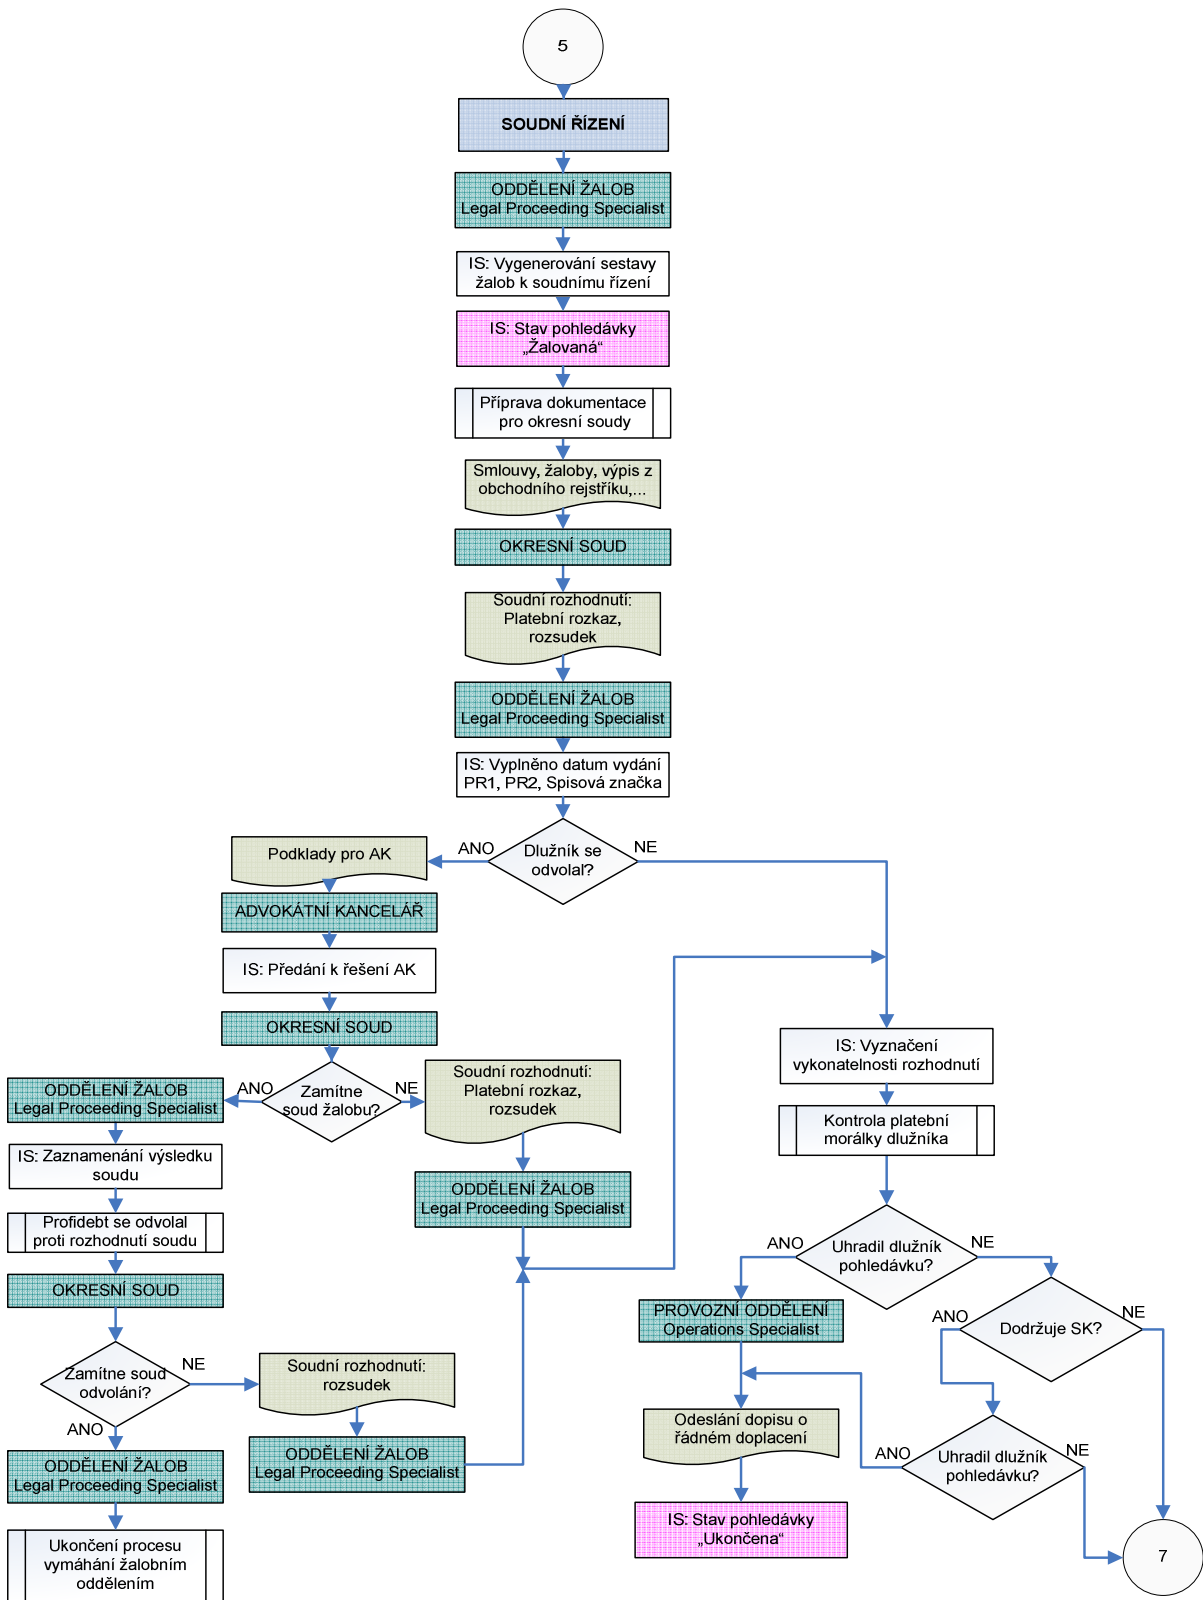 5
SOUDNÍ ŘÍZENÍ
ODDĚLENÍ ŽALOB
Legal Proceeding Specialist
IS: Vygenerování sestavy
žalob k soudnímu řízení
IS: Stav pohledávky
„Žalovaná“
Příprava dokumentace
pro okresní soudy
Smlouvy, žaloby, výpis z
obchodního rejstříku,...
OKRESNÍ SOUD
Soudní rozhodnutí:
Platební rozkaz,
rozsudek
ODDĚLENÍ ŽALOB
Legal Proceeding Specialist
IS: Vyplněno datum vydání
PR1, PR2, Spisová značka
Dlužník se
odvolal?
ANO
NE
Podklady pro AK
ADVOKÁTNÍ KANCELÁŘ
IS: Předání k řešení AK
OKRESNÍ SOUD
Zamítne
soud žalobu?
ANO
NE
ODDĚLENÍ ŽALOB
Legal Proceeding Specialist
IS: Zaznamenání výsledku
soudu
Profidebt se odvolal
proti rozhodnutí soudu
OKRESNÍ SOUD
Zamítne soud
odvolání?
NE
ANO
Soudní rozhodnutí:
rozsudek
ODDĚLENÍ ŽALOB
Legal Proceeding Specialist
ODDĚLENÍ ŽALOB
Legal Proceeding Specialist
Ukončení procesu
vymáhání žalobním
oddělením
Soudní rozhodnutí:
Platební rozkaz,
rozsudek
ODDĚLENÍ ŽALOB
Legal Proceeding Specialist
IS: Vyznačení
vykonatelnosti rozhodnutí
Kontrola platební
morálky dlužníka
Uhradil dlužník
pohledávku?
ANO
NE
PROVOZNÍ ODDĚLENÍ
Operations Specialist
Dodržuje SK?
ANO
NE
Odeslání dopisu o
řádném doplacení
Uhradil dlužník
pohledávku?
ANO
NE
IS: Stav pohledávky
„Ukončena“
7